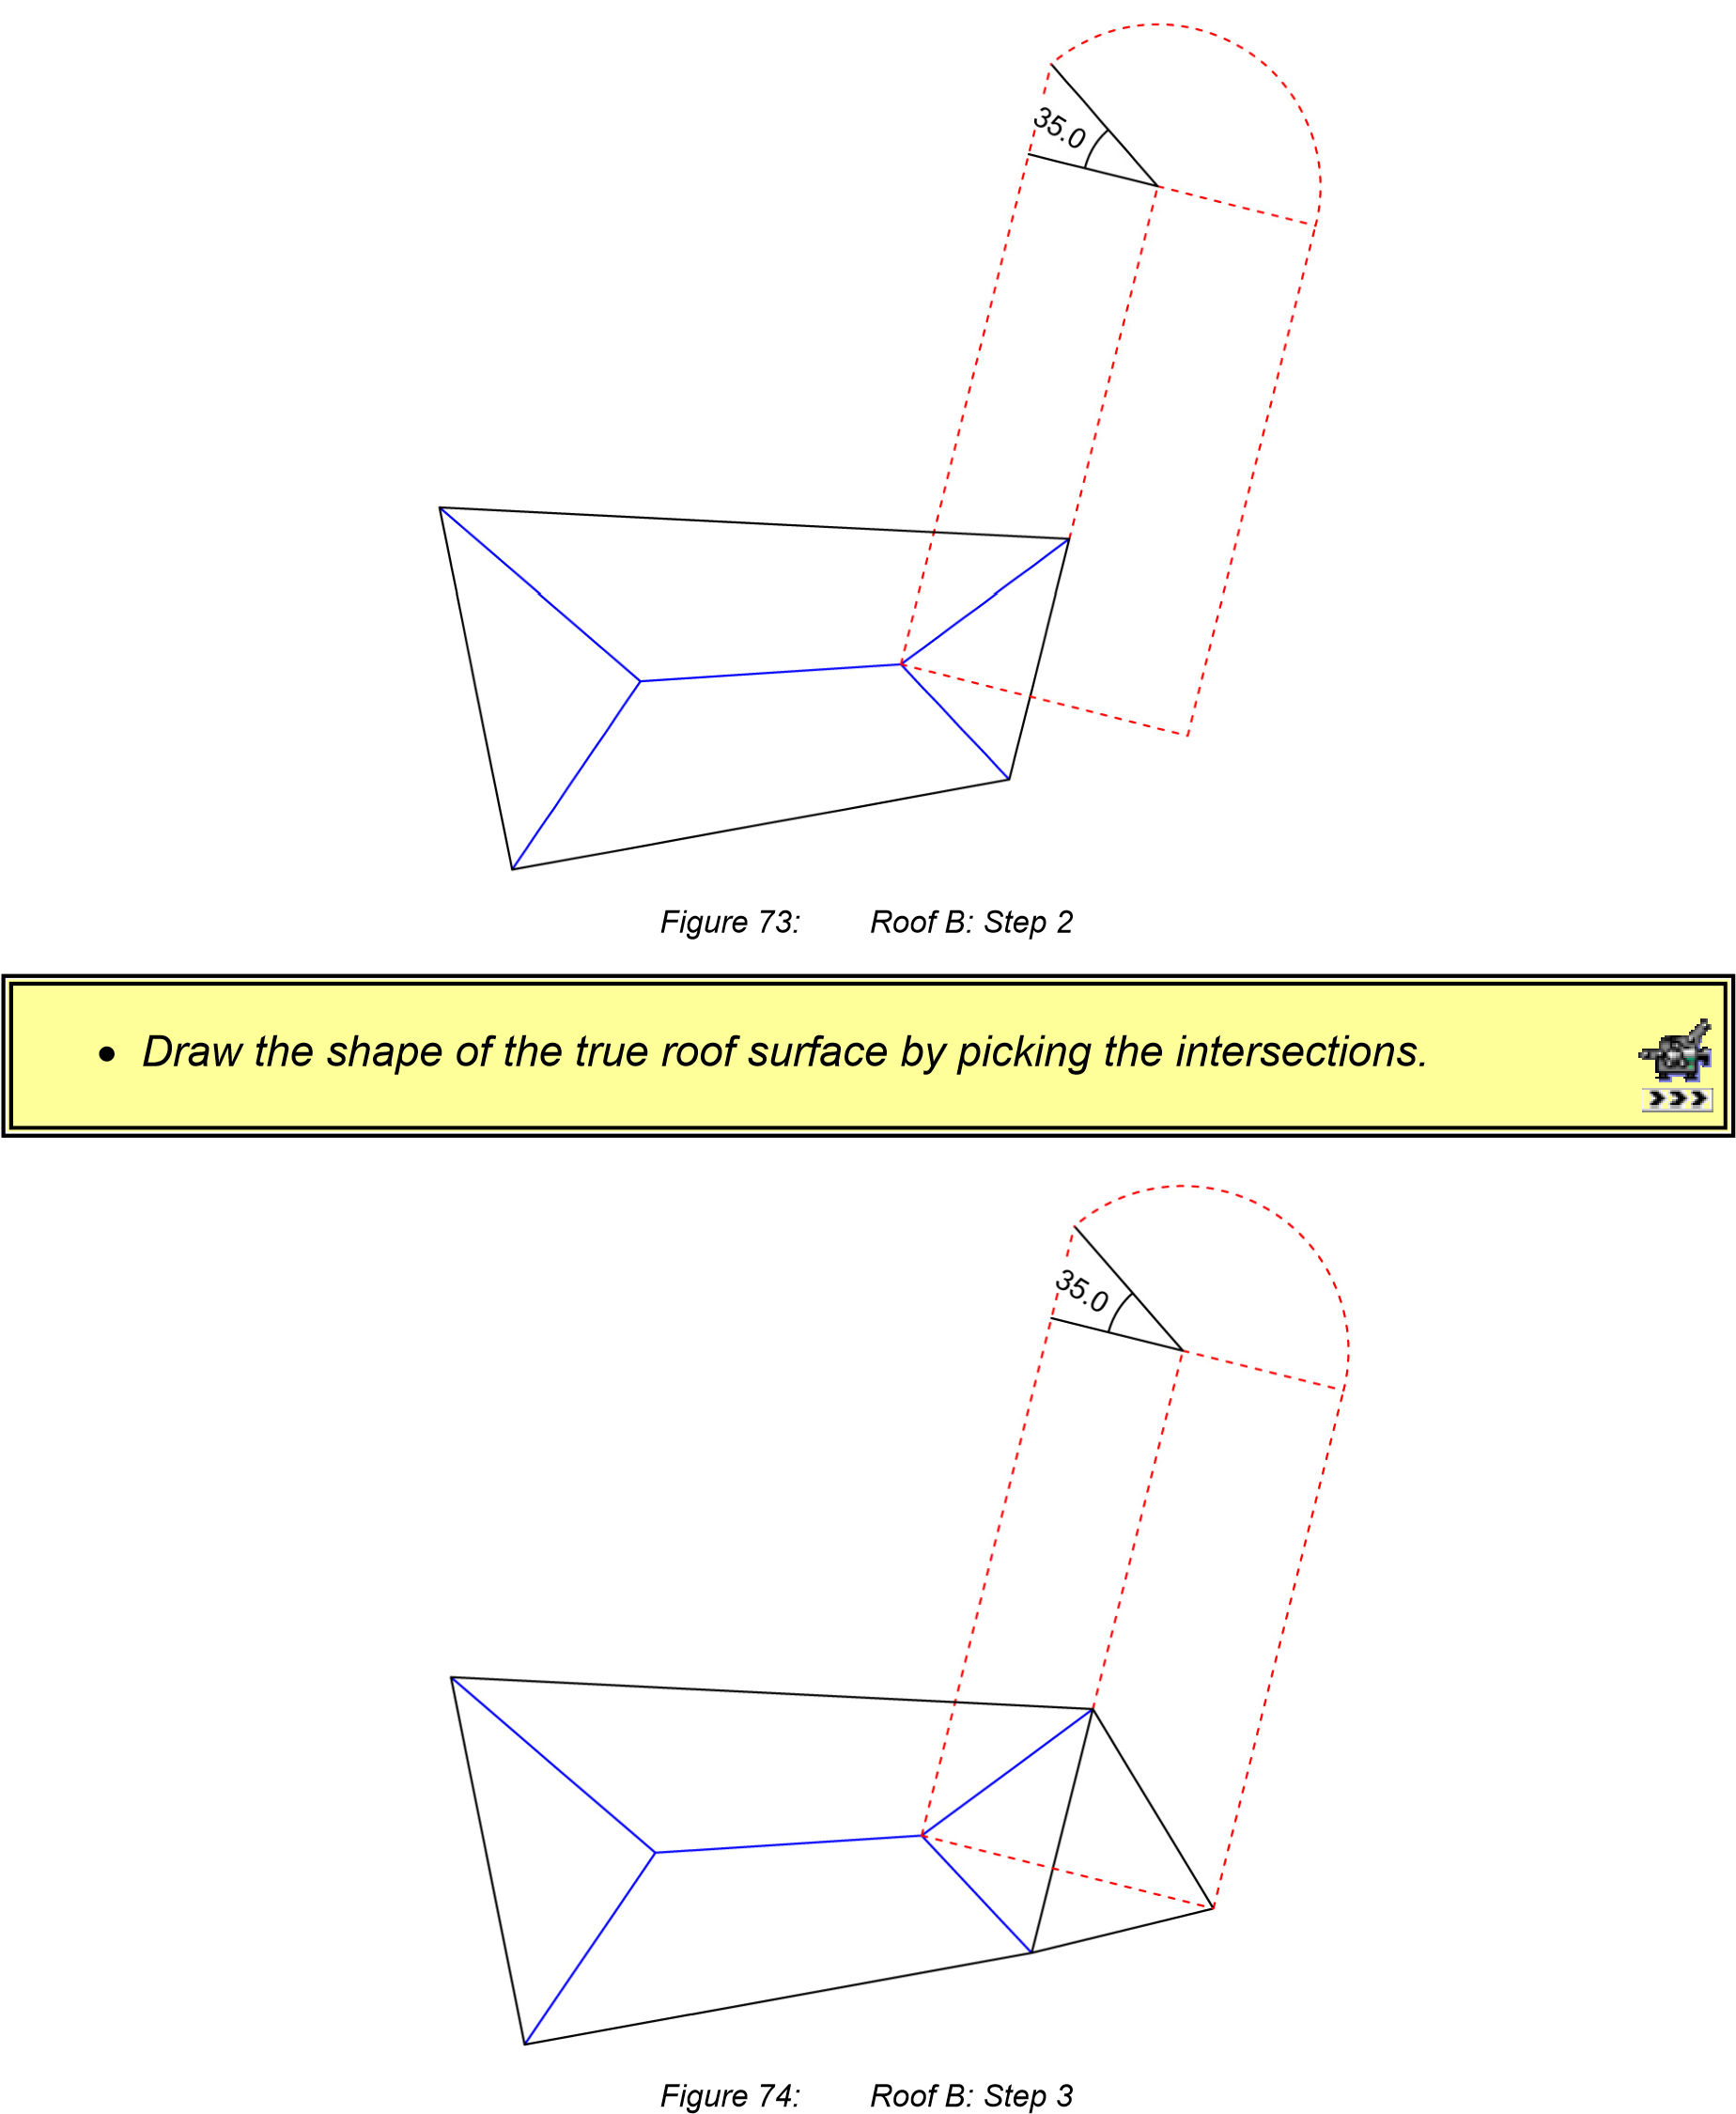 35.0
Figure 73: Roof B: Step 2
• Draw the shape of the true roof surface by picking the intersections.
35.0
Figure 74: Roof B: Step 3